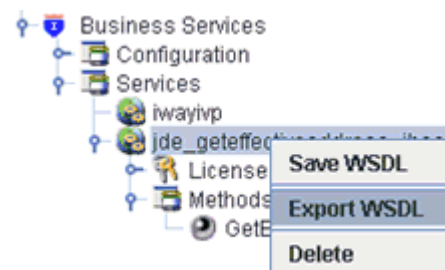 Business Services
Configuration
Services
iwayivp
License
Save WSDL
Methods
Export WSDL
Delete